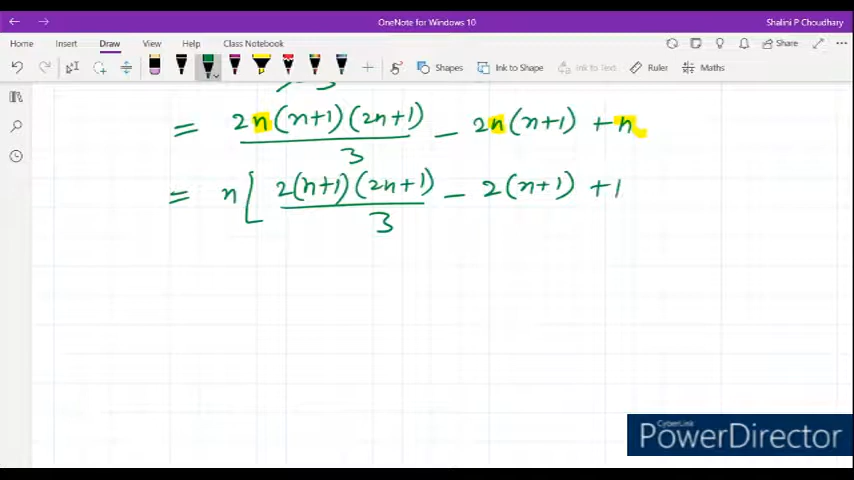 OneNote for Windows 10
Shalini P Choudhary
Home Insert Draw View Help Class Notebook Share
Shapes Ink to Shape Ink to Text Ruler Maths
= 2n(n+1)(2n+1)/3 - 2n(n+1) + n
= n[ 2(n+1)(2n+1)/3 - 2(n+1) + 1
CyberLink
PowerDirector